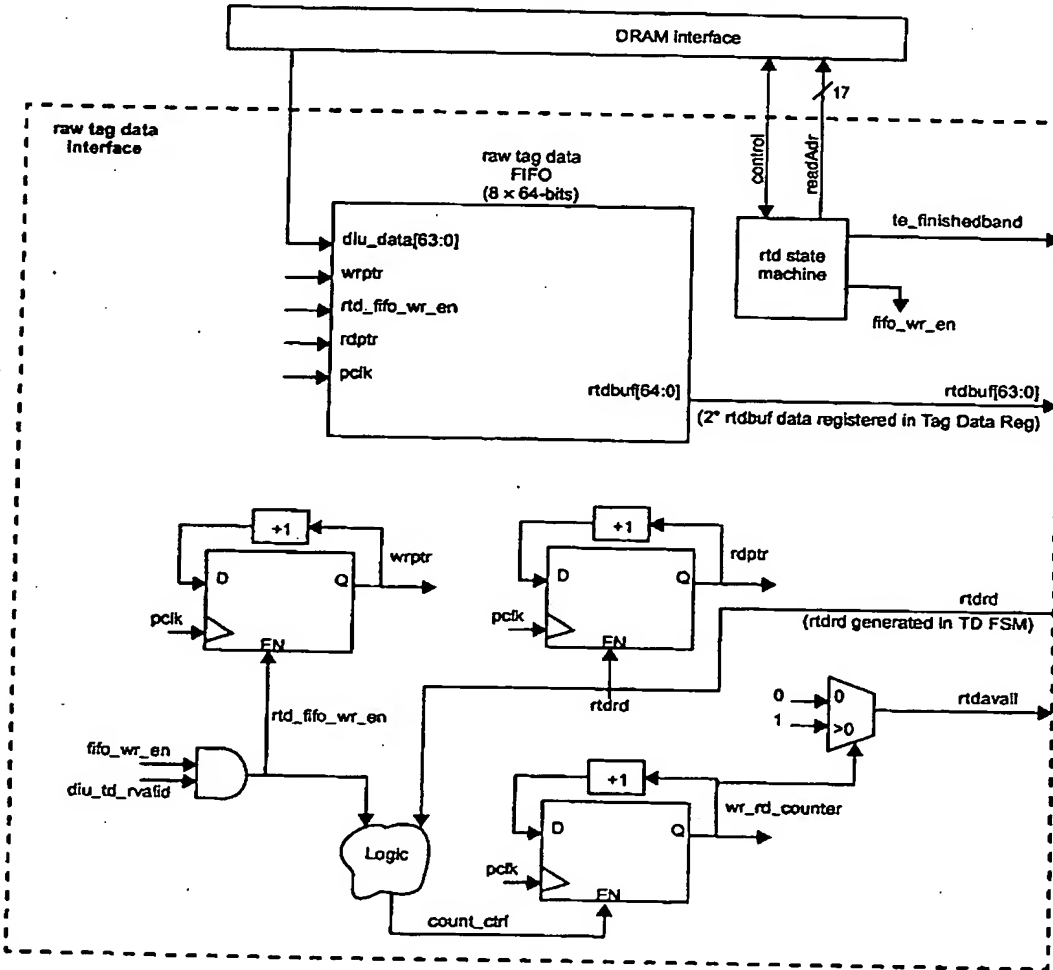 DRAM interface
17
raw tag data
interface
raw tag data
FIFO
(8 × 64-bits)
control
readAdr
diu_data[63:0]
te_finishedband
wrptr
rtd state
machine
rtd_fifo_wr_en
fifo_wr_en
rdptr
pclk
rtdbuf[64:0]
rtdbuf[63:0]
(2* rtdbuf data registered in Tag Data Reg)
+1
+1
wrptr
rdptr
D
Q
D
Q
pclk
pclk
rtdrd
(rtdrd generated in TD FSM)
EN
EN
rtdrd
0
0
rtdavail
rtd_fifo_wr_en
1
>0
fifo_wr_en
diu_td_rvalid
+1
wr_rd_counter
D
Q
Logic
pclk
EN
count_ctrl